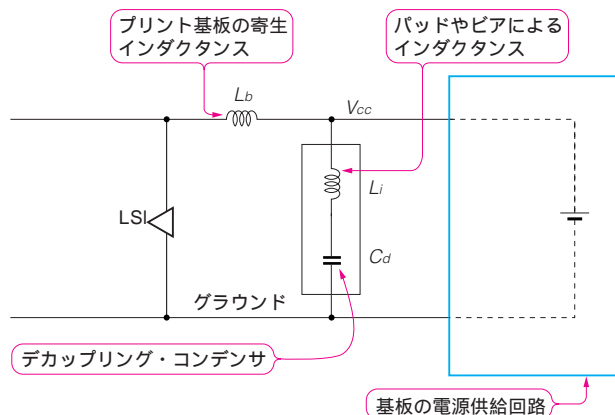 プリント基板の寄生
インダクタンス
パッドやビアによる
インダクタンス
Lb
Vcc
Li
LSI
Cd
グラウンド
デカップリング・コンデンサ
基板の電源供給回路